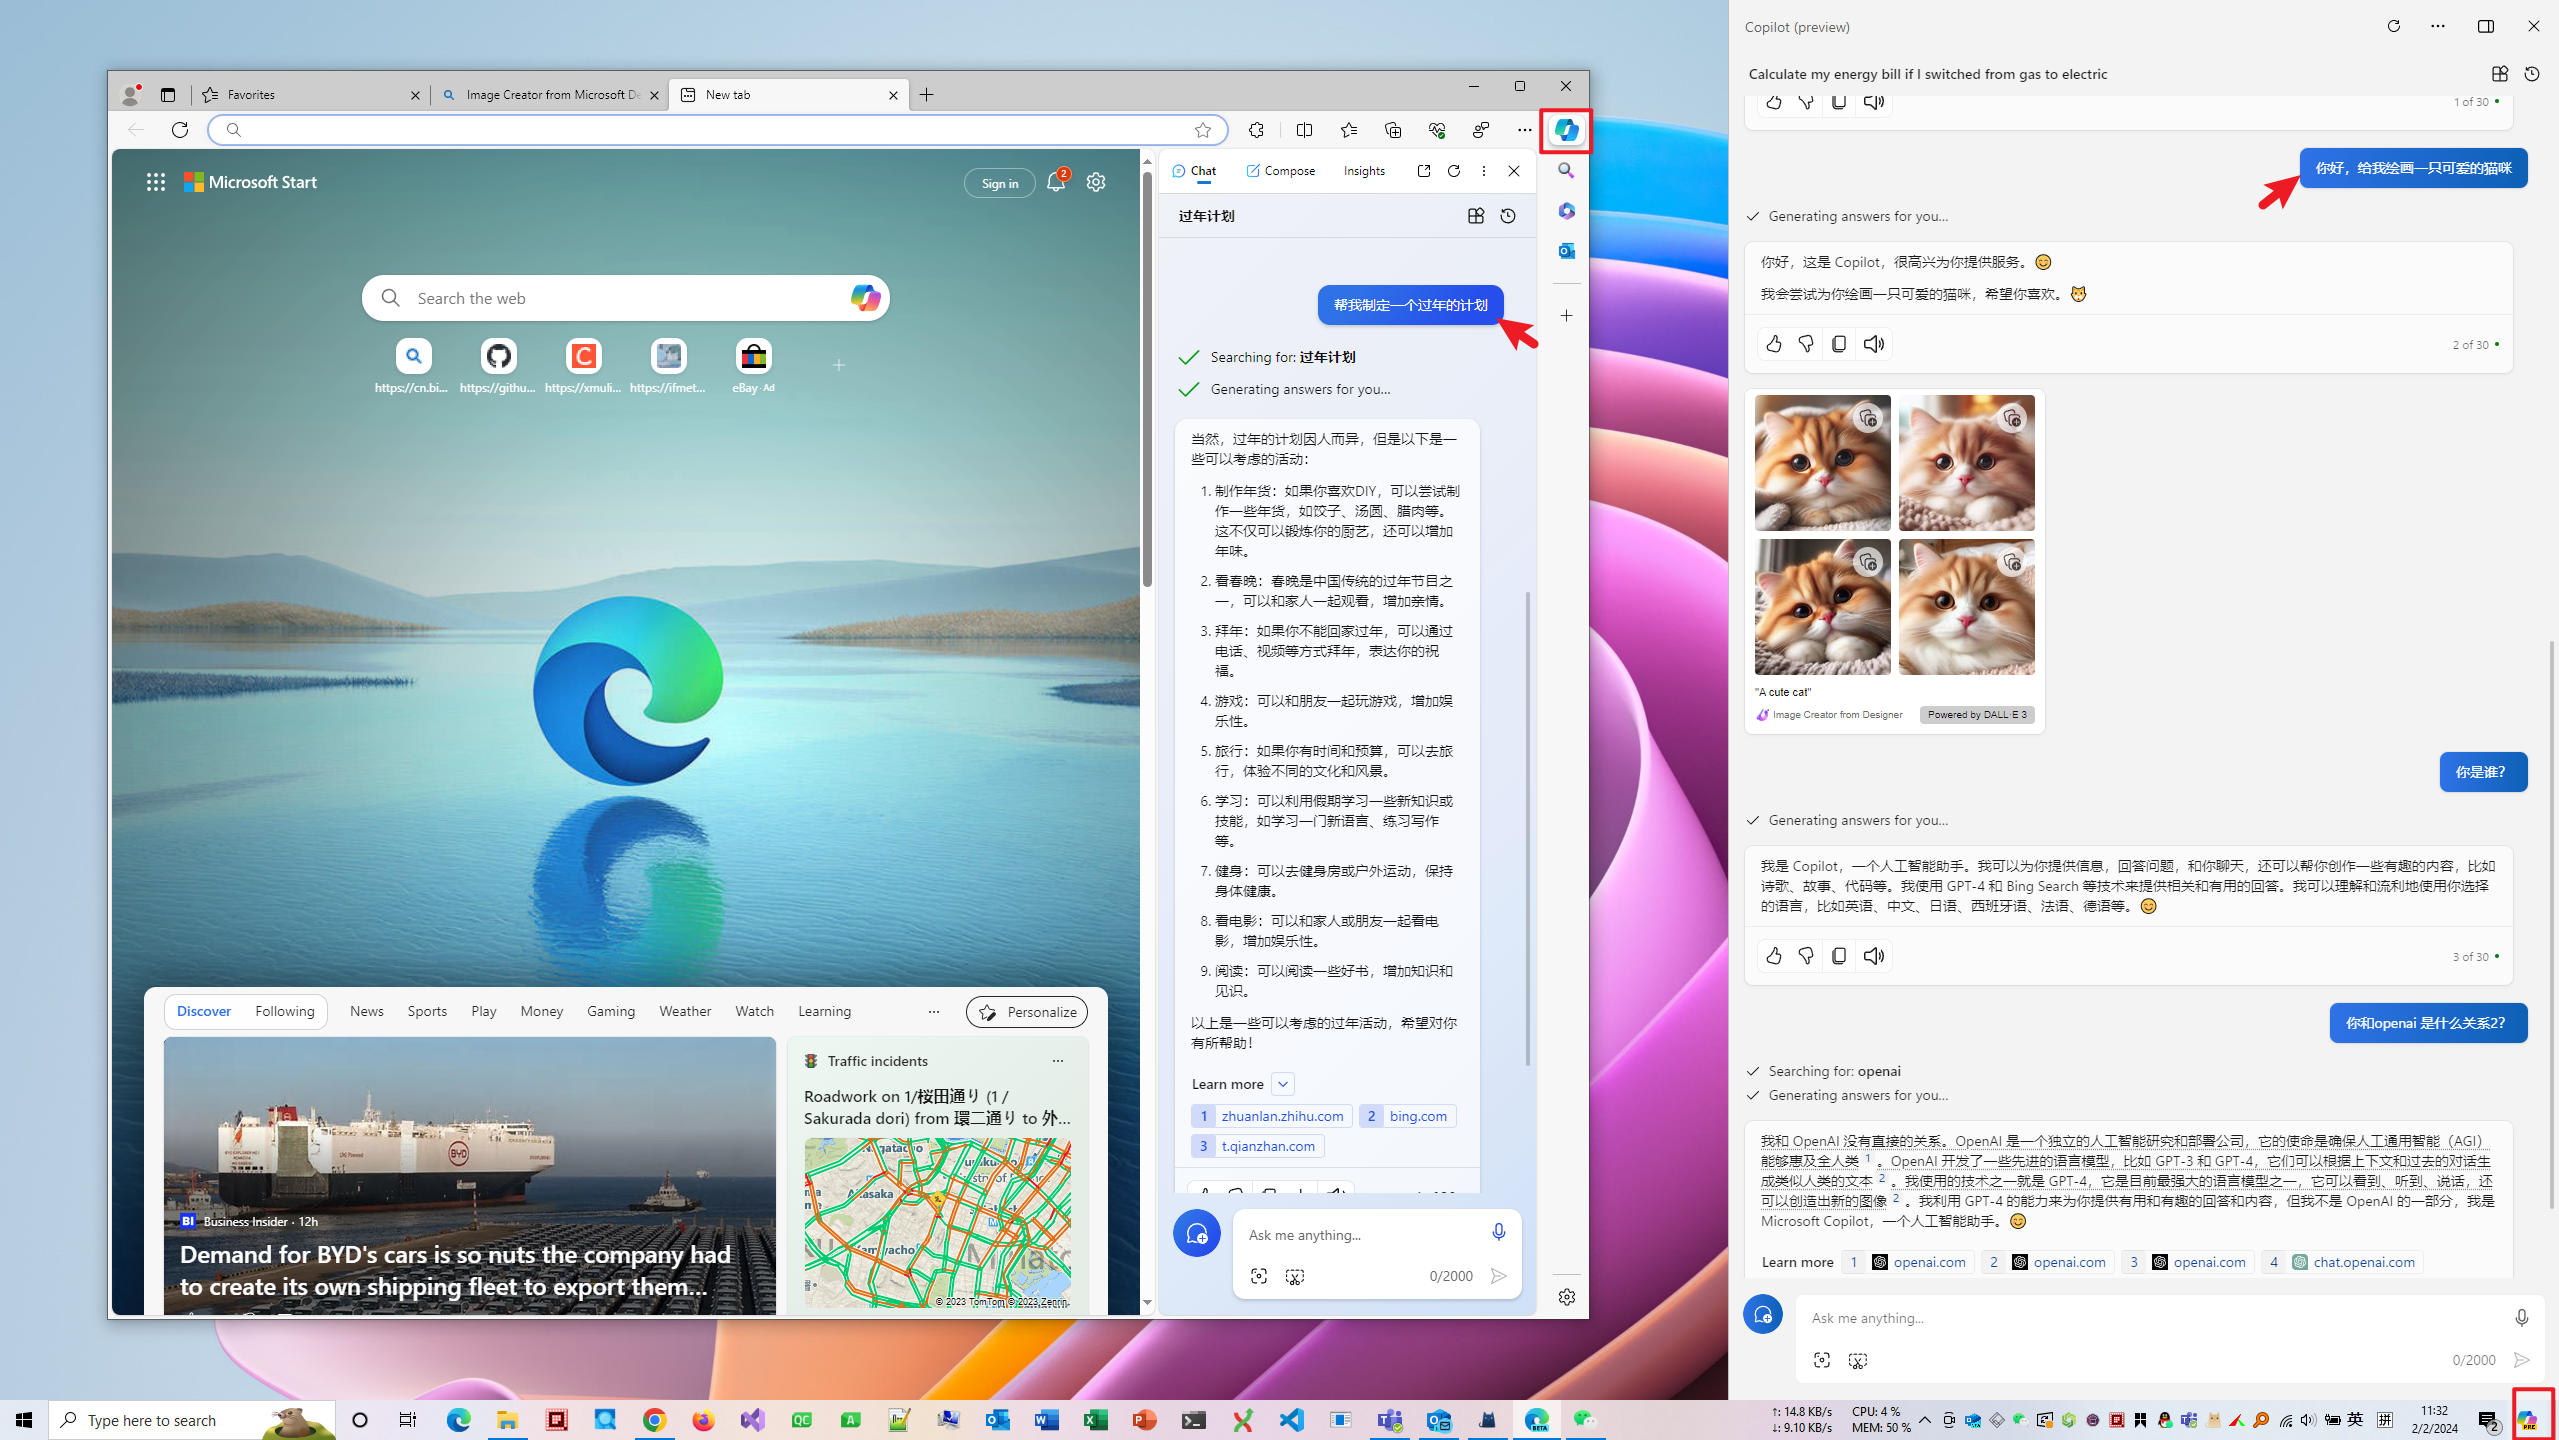 Favorites
Image Creator from Microsoft De
New tab
Microsoft Start
Sign in
2
Search the web
https://cn.bi...
https://githu...
https://xmuli...
https://ifmet...
eBay · Ad
Discover
Following
News
Sports
Play
Money
Gaming
Weather
Watch
Learning
Personalize
BYD
BI Business Insider · 12h
Demand for BYD's cars is so nuts the company had
to create its own shipping fleet to export them...
Traffic incidents
Roadwork on 1/桜田通り (1 /
Sakurada dori) from 環二通り to 外...
Akasaka
© 2023 TomTom © 2023 Zenrin
Chat
Compose
Insights
过年计划
帮我制定一个过年的计划
Searching for: 过年计划
Generating answers for you...
当然，过年的计划因人而异，但是以下是一
些可以考虑的活动：
1. 制作年货：如果你喜欢DIY，可以尝试制
作一些年货，如饺子、汤圆、腊肉等。
这不仅可以锻炼你的厨艺，还可以增加
年味。
2. 看春晚：春晚是中国传统的过年节目之
一，可以和家人一起观看，增加亲情。
3. 拜年：如果你不能回家过年，可以通过
电话、视频等方式拜年，表达你的祝
福。
4. 游戏：可以和朋友一起玩游戏，增加娱
乐性。
5. 旅行：如果你有时间和预算，可以去旅
行，体验不同的文化和风景。
6. 学习：可以利用假期学习一些新知识或
技能，如学习一门新语言、练习写作
等。
7. 健身：可以去健身房或户外运动，保持
身体健康。
8. 看电影：可以和家人或朋友一起看电
影，增加娱乐性。
9. 阅读：可以阅读一些好书，增加知识和
见识。
以上是一些可以考虑的过年活动，希望对你
有所帮助！
Learn more
1 zhuanlan.zhihu.com 2 bing.com
3 t.qianzhan.com
Ask me anything...
0/2000
Copilot (preview)
Calculate my energy bill if I switched from gas to electric
1 of 30
你好，给我绘画一只可爱的猫咪
Generating answers for you...
你好，这是 Copilot，很高兴为你提供服务。😊
我会尝试为你绘画一只可爱的猫咪，希望你喜欢。🐱
2 of 30
"A cute cat"
Image Creator from Designer
Powered by DALL·E 3
你是谁？
Generating answers for you...
我是 Copilot，一个人工智能助手。我可以为你提供信息，回答问题，和你聊天，还可以帮你创作一些有趣的内容，比如
诗歌、故事、代码等。我使用 GPT-4 和 Bing Search 等技术来提供相关和有用的回答。我可以理解和流利地使用你选择
的语言，比如英语、中文、日语、西班牙语、法语、德语等。😊
3 of 30
你和openai 是什么关系2？
Searching for: openai
Generating answers for you...
我和 OpenAI 没有直接的关系。OpenAI 是一个独立的人工智能研究和部署公司，它的使命是确保人工通用智能（AGI）
能够惠及全人类 1 。OpenAI 开发了一些先进的语言模型，比如 GPT-3 和 GPT-4，它们可以根据上下文和过去的对话生
成类似人类的文本 2 。我使用的技术之一就是 GPT-4，它是目前最强大的语言模型之一，它可以看到、听到、说话，还
可以创造出新的图像 2 。我利用 GPT-4 的能力来为你提供有用和有趣的回答和内容，但我不是 OpenAI 的一部分，我是
Microsoft Copilot，一个人工智能助手。😊
Learn more 1 openai.com 2 openai.com 3 openai.com 4 chat.openai.com
Ask me anything...
0/2000
Type here to search
QC
BETA
↑: 14.8 KB/s
↓: 9.10 KB/s
CPU: 4 %
MEM: 50 %
英
拼
11:32
2/2/2024
2
PRE